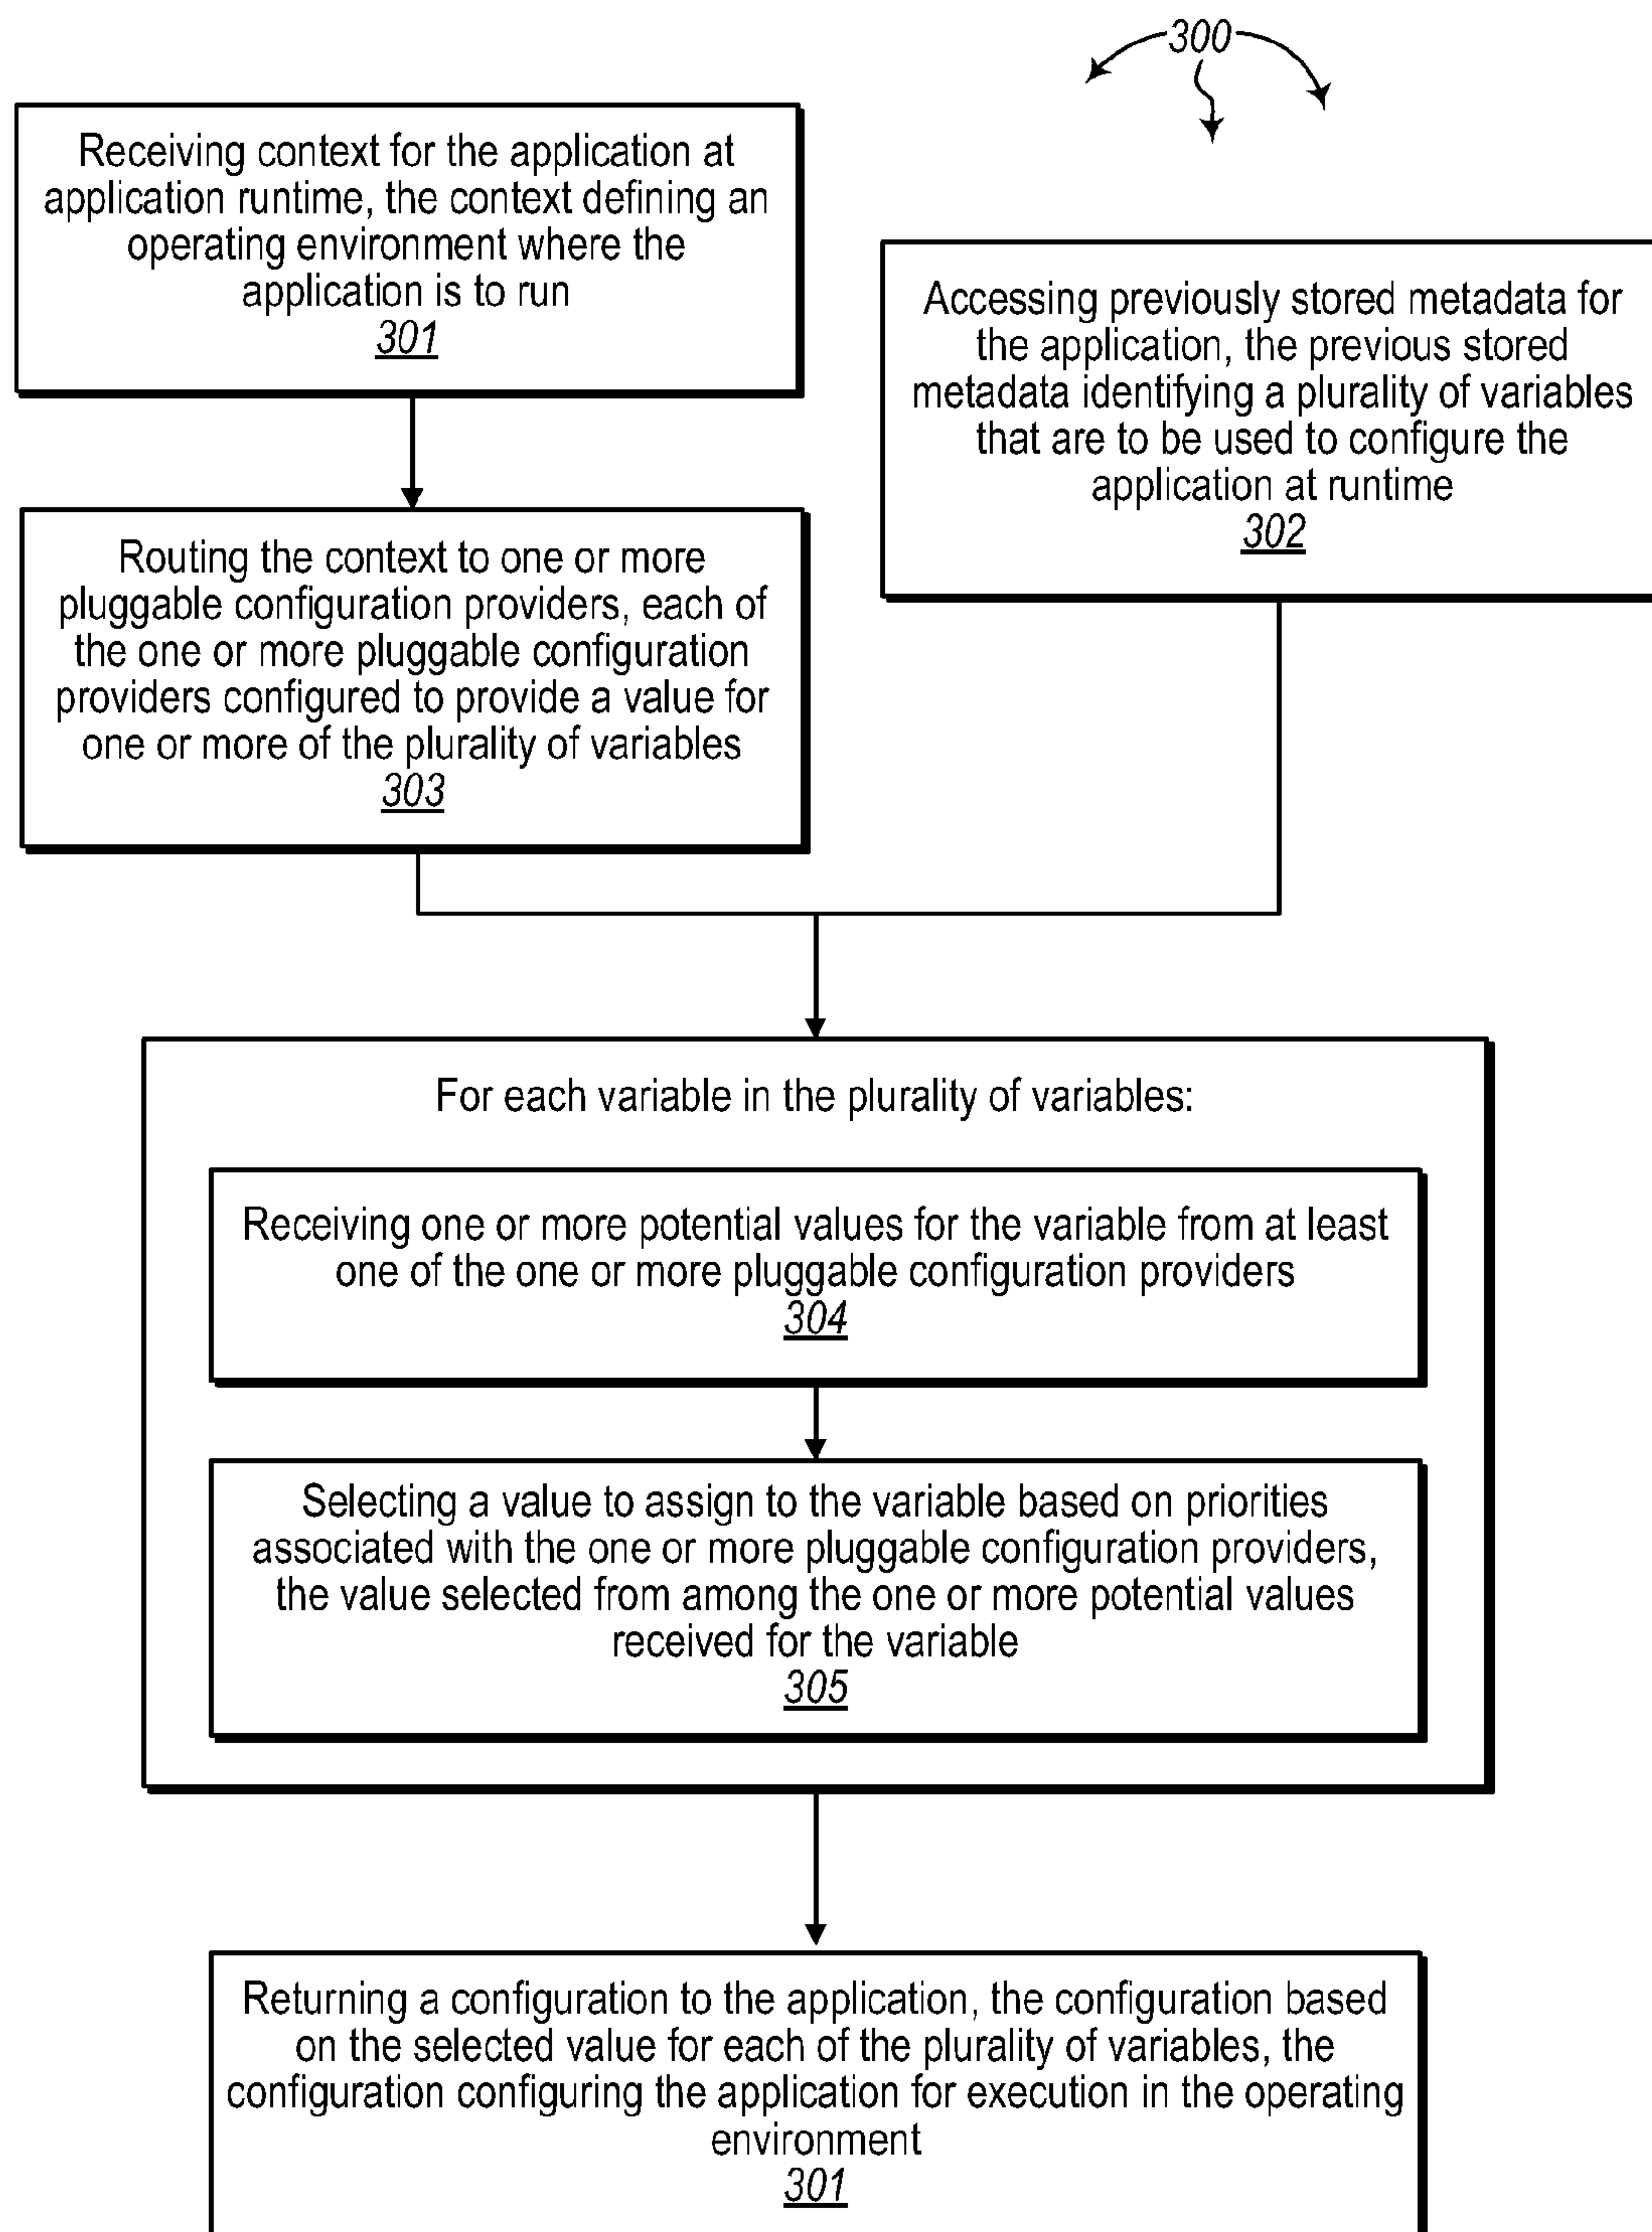 300
Receiving context for the application at
application runtime, the context defining an
operating environment where the
application is to run
301
Accessing previously stored metadata for
the application, the previous stored
metadata identifying a plurality of variables
that are to be used to configure the
application at runtime
302
Routing the context to one or more
pluggable configuration providers, each of
the one or more pluggable configuration
providers configured to provide a value for
one or more of the plurality of variables
303
For each variable in the plurality of variables:
Receiving one or more potential values for the variable from at least
one of the one or more pluggable configuration providers
304
Selecting a value to assign to the variable based on priorities
associated with the one or more pluggable configuration providers,
the value selected from among the one or more potential values
received for the variable
305
Returning a configuration to the application, the configuration based
on the selected value for each of the plurality of variables, the
configuration configuring the application for execution in the operating
environment
301